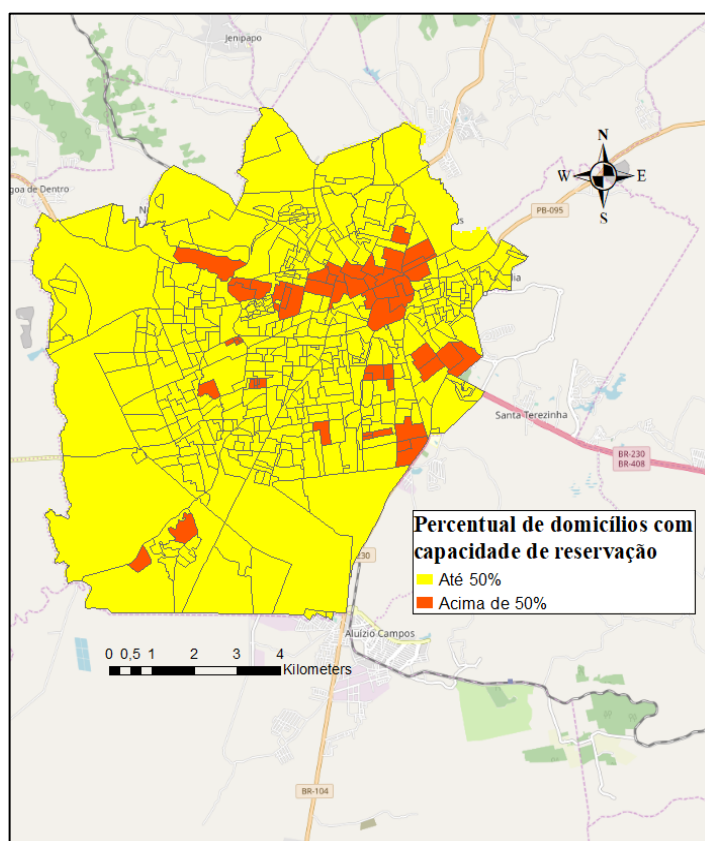 Jenipapo
goa de Dentro
N
W
E
S
PB-095
Santa Terezinha
BR-230
BR-408
Percentual de domicílios com
capacidade de reservação
Até 50%
Acima de 50%
230
Aluízio Campos
0 0,5 1 2 3 4
Kilometers
BR-104